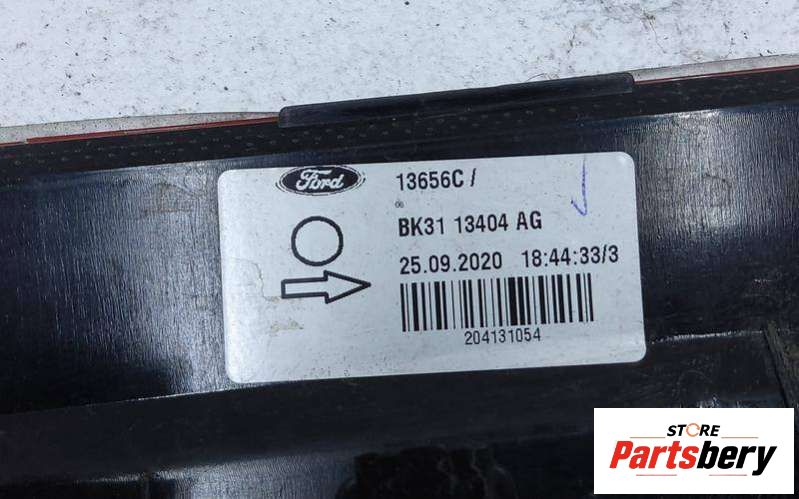 Ford
13656C /
BK31 13404 AG
25.09.2020 18:44:33/3
204131054
STORE
Partsbery